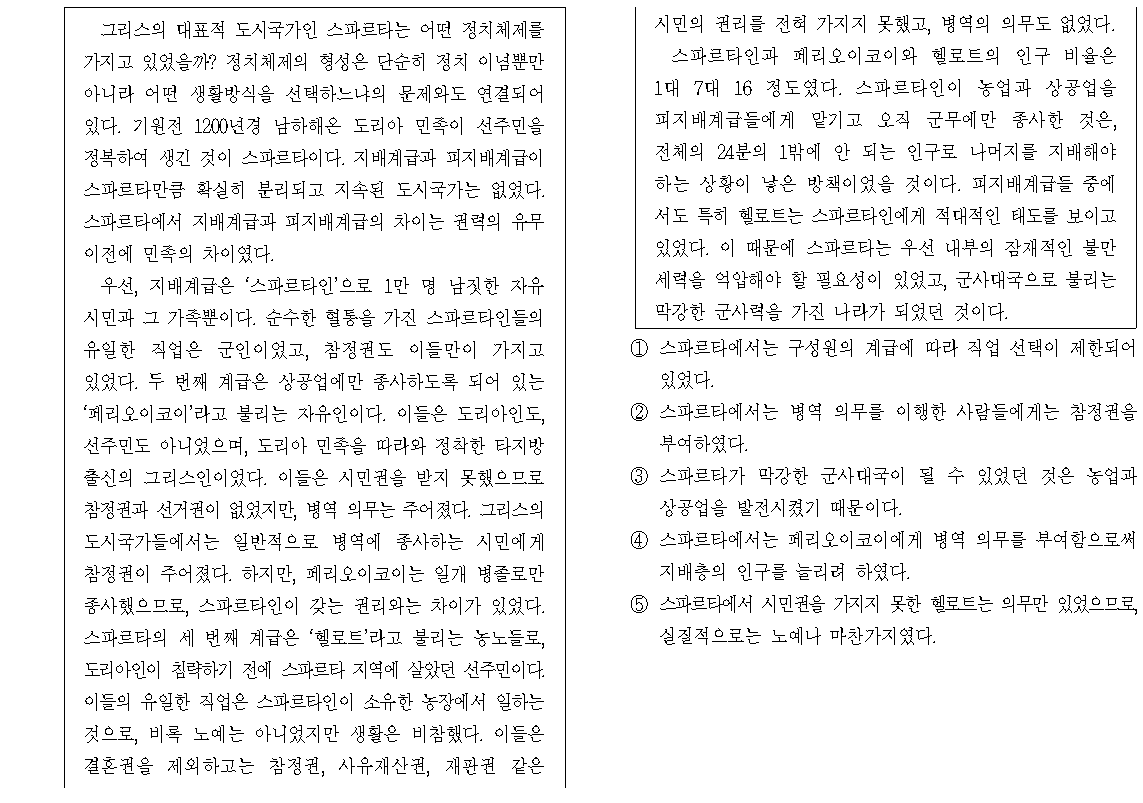 그리스의 대표적 도시국가인 스파르타는 어떤 정치체제를
가지고 있었을까? 정치체제의 형성은 단순히 정치 이념뿐만
아니라 어떤 생활방식을 선택하느냐의 문제와도 연결되어
있다. 기원전 1200년경 남하해온 도리아 민족이 선주민을
정복하여 생긴 것이 스파르타이다. 지배계급과 피지배계급이
스파르타만큼 확실히 분리되고 지속된 도시국가는 없었다.
스파르타에서 지배계급과 피지배계급의 차이는 권력의 유무
이전에 민족의 차이였다.
우선, 지배계급은 ‘스파르타인’으로 1만 명 남짓한 자유
시민과 그 가족뿐이다. 순수한 혈통을 가진 스파르타인들의
유일한 직업은 군인이었고, 참정권도 이들만이 가지고
있었다. 두 번째 계급은 상공업에만 종사하도록 되어 있는
‘페리오이코이’라고 불리는 자유인이다. 이들은 도리아인도,
선주민도 아니었으며, 도리아 민족을 따라와 정착한 타지방
출신의 그리스인이었다. 이들은 시민권을 받지 못했으므로
참정권과 선거권이 없었지만, 병역 의무는 주어졌다. 그리스의
도시국가들에서는 일반적으로 병역에 종사하는 시민에게
참정권이 주어졌다. 하지만, 페리오이코이는 일개 병졸로만
종사했으므로, 스파르타인이 갖는 권리와는 차이가 있었다.
스파르타의 세 번째 계급은 ‘헬로트’라고 불리는 농노들로,
도리아인이 침략하기 전에 스파르타 지역에 살았던 선주민이다.
이들의 유일한 직업은 스파르타인이 소유한 농장에서 일하는
것으로, 비록 노예는 아니었지만 생활은 비참했다. 이들은
결혼권을 제외하고는 참정권, 사유재산권, 재판권 같은
시민의 권리를 전혀 가지지 못했고, 병역의 의무도 없었다.
스파르타인과 페리오이코이와 헬로트의 인구 비율은
1대 7대 16 정도였다. 스파르타인이 농업과 상공업을
피지배계급들에게 맡기고 오직 군무에만 종사한 것은,
전체의 24분의 1밖에 안 되는 인구로 나머지를 지배해야
하는 상황이 낳은 방책이었을 것이다. 피지배계급들 중에
서도 특히 헬로트는 스파르타인에게 적대적인 태도를 보이고
있었다. 이 때문에 스파르타는 우선 내부의 잠재적인 불만
세력을 억압해야 할 필요성이 있었고, 군사대국으로 불리는
막강한 군사력을 가진 나라가 되었던 것이다.
① 스파르타에서는 구성원의 계급에 따라 직업 선택이 제한되어
있었다.
② 스파르타에서는 병역 의무를 이행한 사람들에게는 참정권을
부여하였다.
③ 스파르타가 막강한 군사대국이 될 수 있었던 것은 농업과
상공업을 발전시켰기 때문이다.
④ 스파르타에서는 페리오이코이에게 병역 의무를 부여함으로써
지배층의 인구를 늘리려 하였다.
⑤ 스파르타에서 시민권을 가지지 못한 헬로트는 의무만 있었으므로,
실질적으로는 노예나 마찬가지였다.